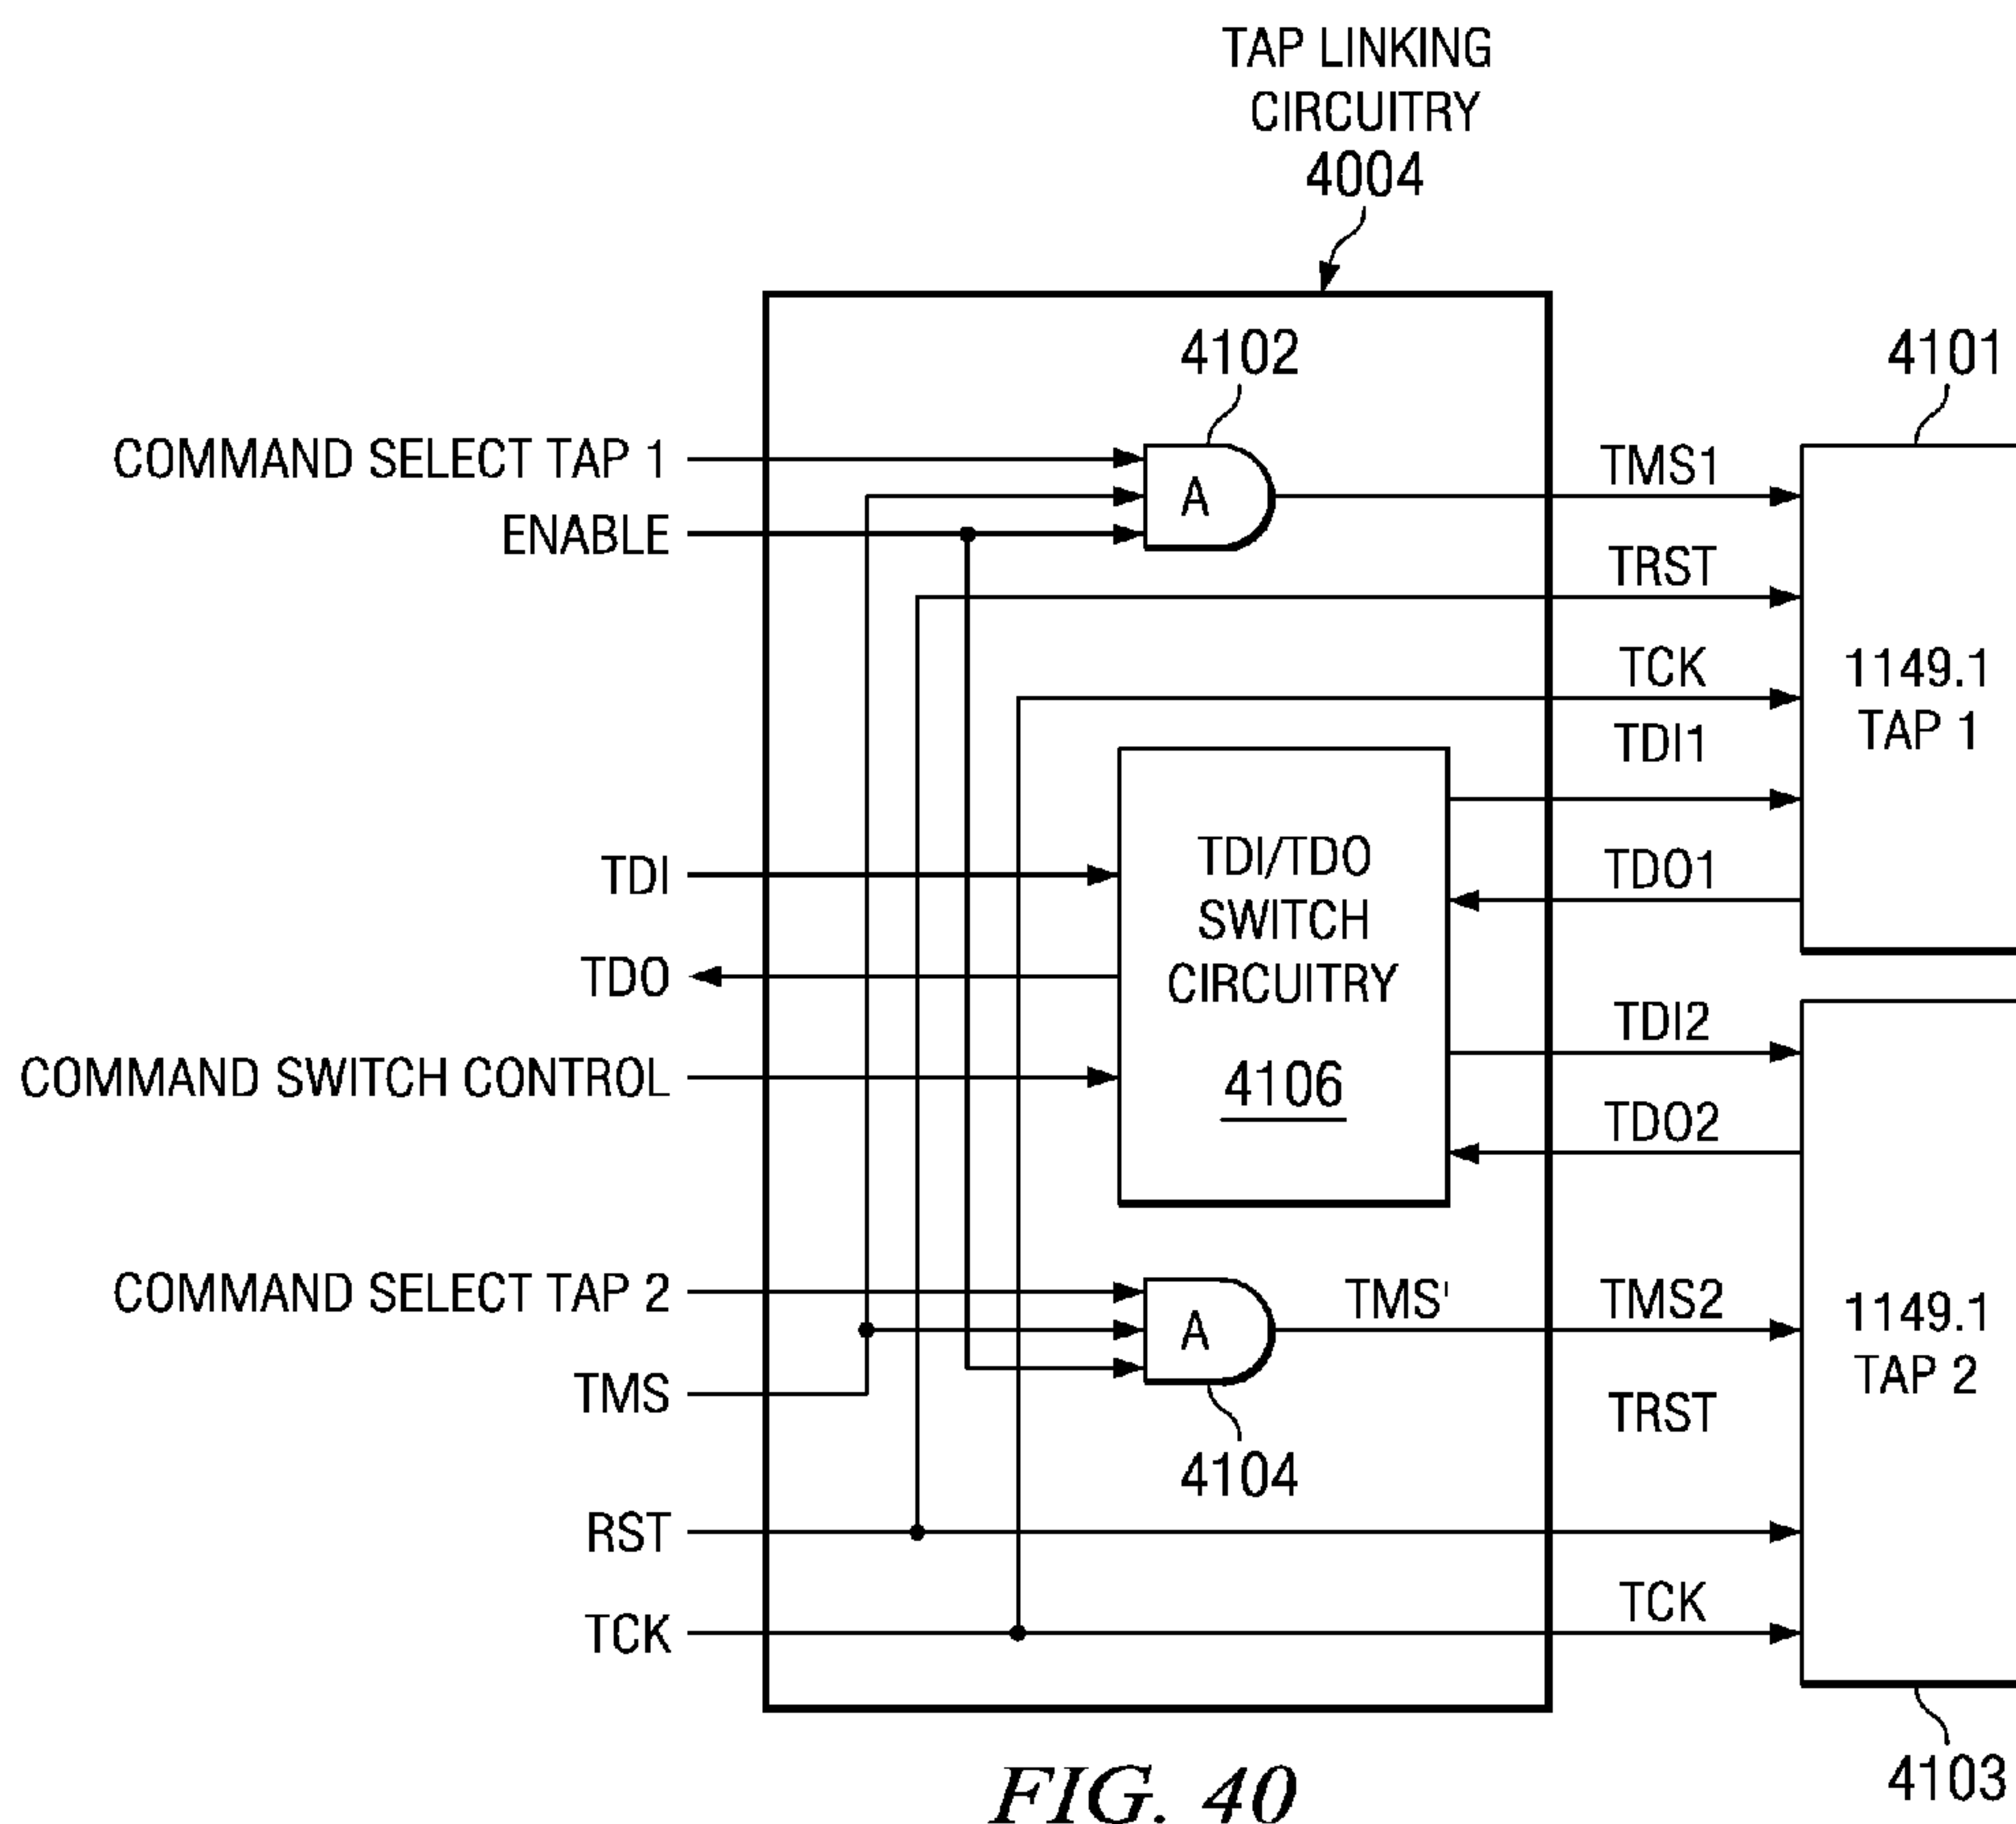 TAP LINKING
CIRCUITRY
4004
4102
4101
COMMAND SELECT TAP 1
A
TMS1
ENABLE
TRST
TCK
1149.1
TAP 1
TDI1
TDI
TDI/TDO
SWITCH
CIRCUITRY
4106
TDO1
TDO
TDI2
COMMAND SWITCH CONTROL
TDO2
COMMAND SELECT TAP 2
A
TMS'
TMS2
1149.1
TAP 2
TMS
TRST
4104
RST
TCK
TCK
4103
FIG. 40